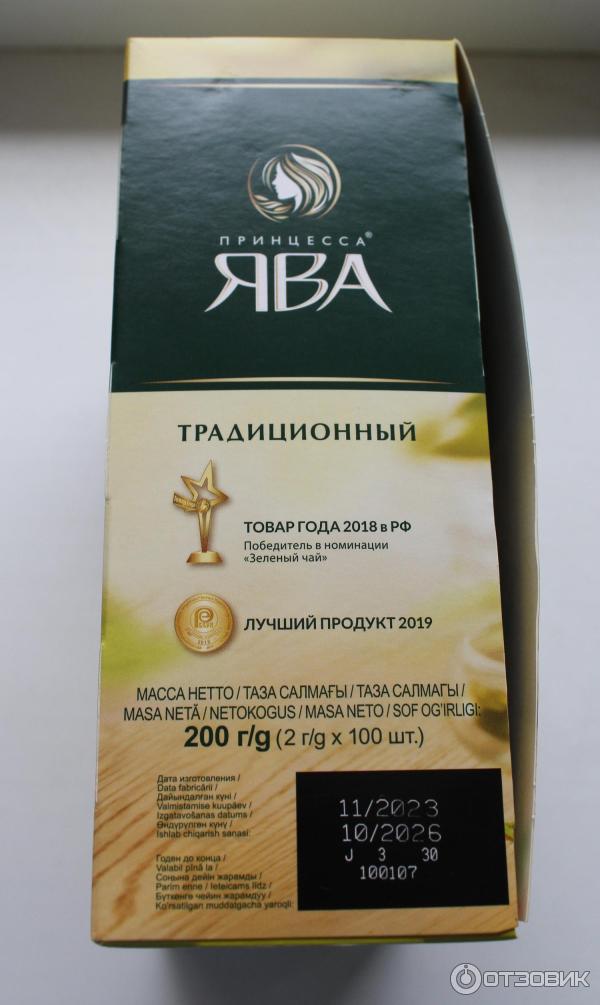 ПРИНЦЕССА®
ЯВА
ТРАДИЦИОННЫЙ
ТОВАР ГОДА 2018 в РФ
Победитель в номинации
«Зеленый чай»
ЛУЧШИЙ ПРОДУКТ 2019
МАССА НЕТТО / ТАЗА САЛМАҒЫ / ТАЗА САЛМАГЫ /
MASA NETĂ / NETOKOGUS / MASA NETO / SOF OG'IRLIGI:
200 г/g (2 г/g x 100 шт.)
Дата изготовления /
Data fabricării /
Дайындалған күні /
Valmistamise kuupäev /
Izgatavošanas datums /
Өндүрүлгөн күнү /
Ishlab chiqarish sanasi:
Годен до конца /
Valabil pînă la /
Соңына дейін жарамды /
Parim enne / Ieteicams līdz /
Бүткөнгө чейин жарамдуу /
Ko'rsatilgan muddatgacha yaroqli:
11/2023
10/2026
J 3 30
100107
ОТЗОВИК